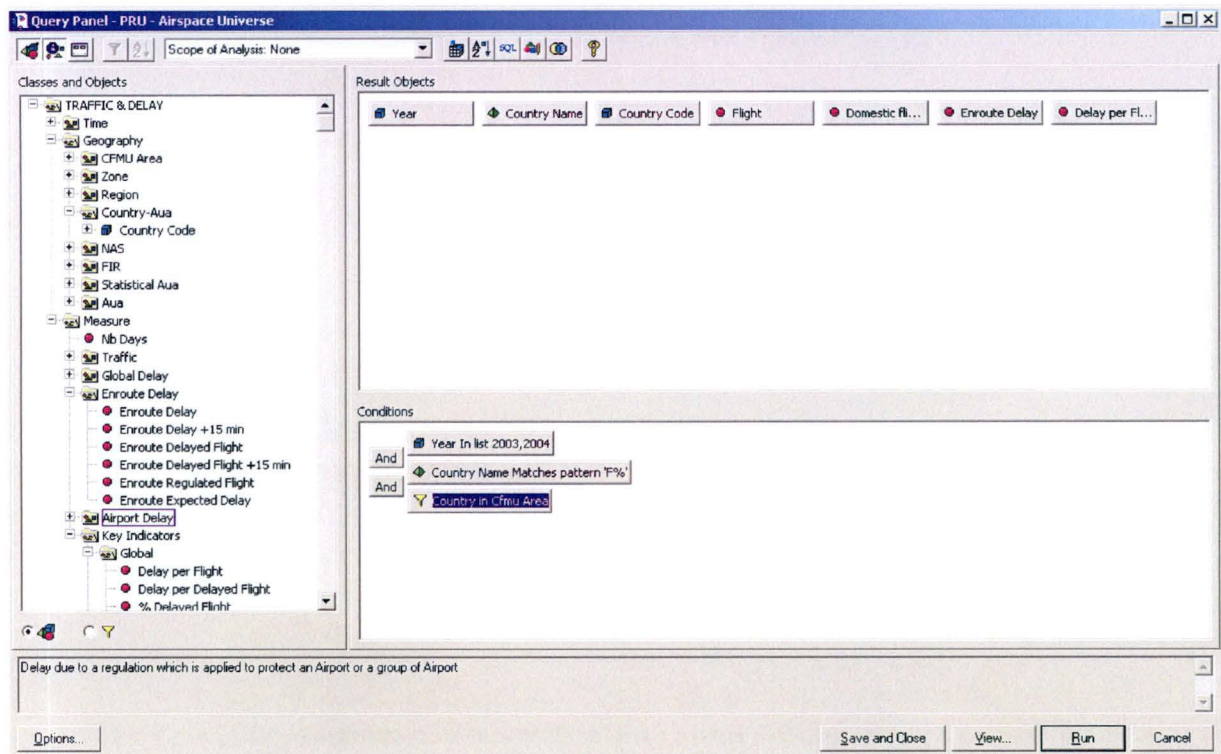 Query Panel - PRU - Airspace Universe
Scope of Analysis: None
SQL
Classes and Objects
TRAFFIC & DELAY
Time
Geography
CFMU Area
Zone
Region
Country-Aua
Country Code
NAS
FIR
Statistical Aua
Aua
Measure
Nb Days
Traffic
Global Delay
Enroute Delay
Enroute Delay
Enroute Delay +15 min
Enroute Delayed Flight
Enroute Delayed Flight +15 min
Enroute Regulated Flight
Enroute Expected Delay
Airport Delay
Key Indicators
Global
Delay per Flight
Delay per Delayed Flight
% Delayed Flight
Result Objects
Year Country Name Country Code Flight Domestic fli... Enroute Delay Delay per Fl...
Conditions
Year In list 2003,2004
And
Country Name Matches pattern 'F%'
And
Country in Cfmu Area
Delay due to a regulation which is applied to protect an Airport or a group of Airport
Options... Save and Close View... Run Cancel